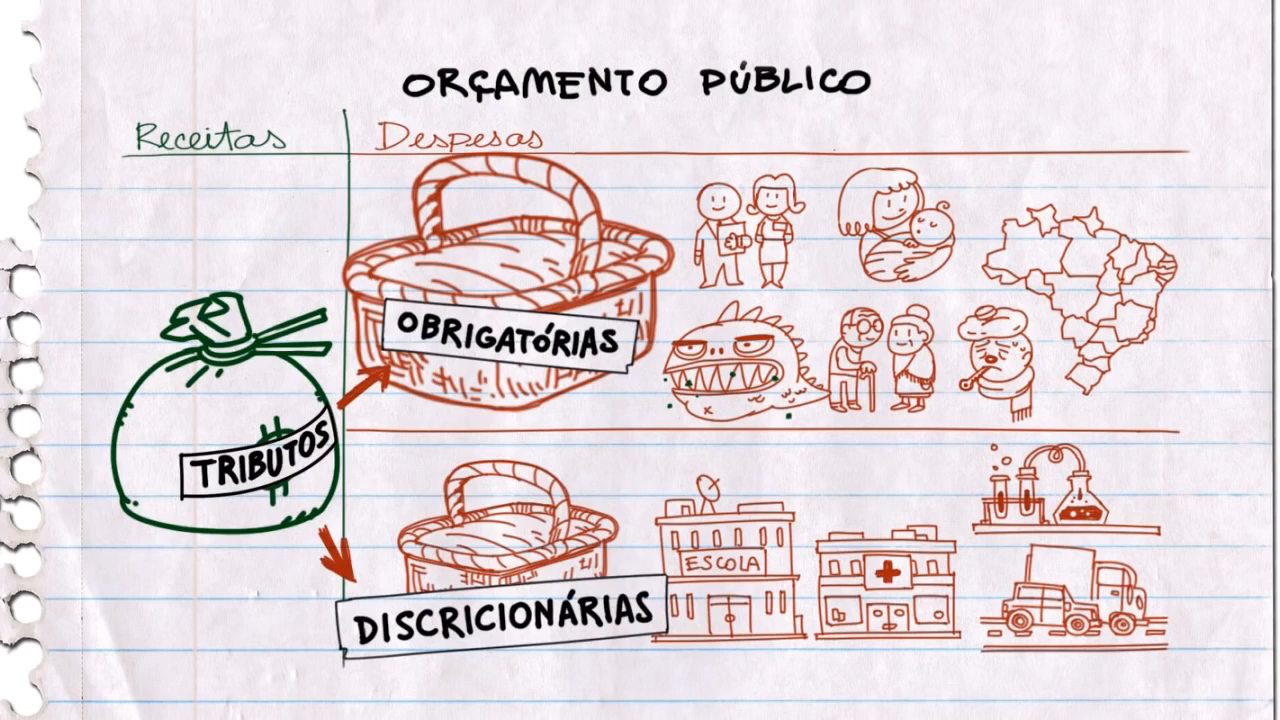 ORÇAMENTO PÚBLICO
Receitas
Despesas
OBRIGATÓRIAS
TRIBUTOS
ESCOLA
DISCRICIONÁRIAS